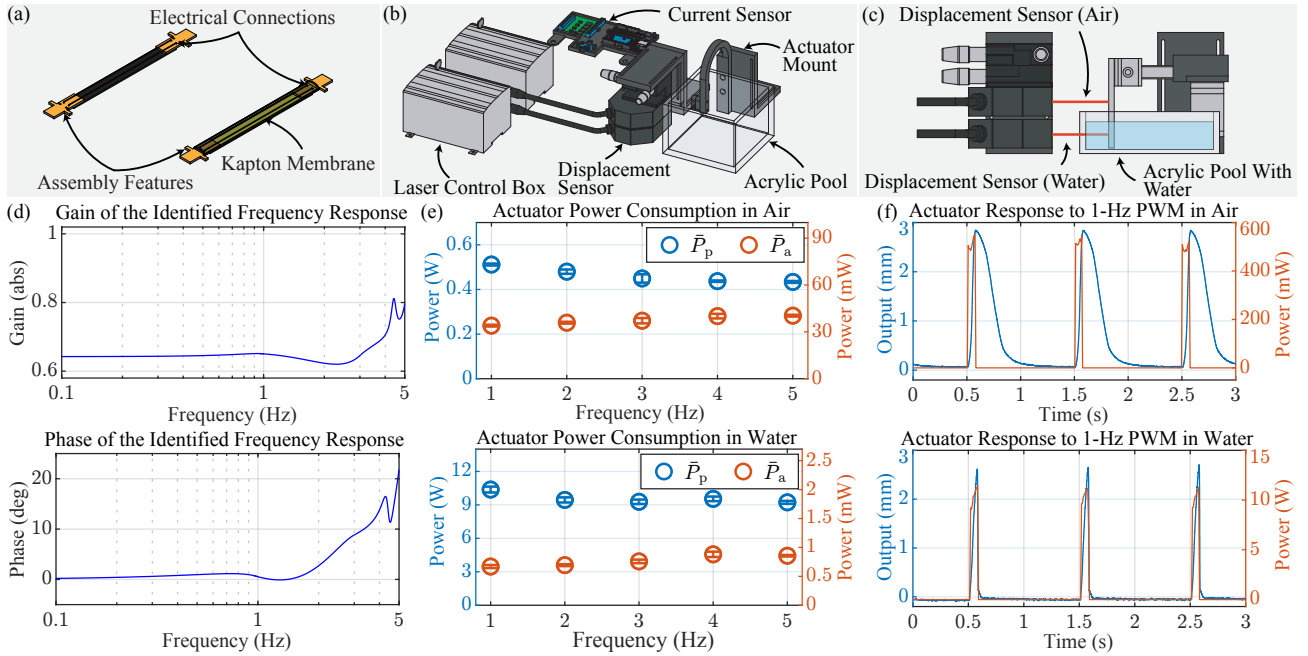 (a)
Electrical Connections
Kapton Membrane
Assembly Features
(b)
Current Sensor
Actuator
Mount
Displacement
Sensor
Laser Control Box
Acrylic Pool
(c)
Displacement Sensor (Air)
Displacement Sensor (Water)
Acrylic Pool With
Water
(d)
Gain of the Identified Frequency Response
Gain (abs)
1
0.8
0.6
0.1
1
5
Frequency (Hz)
Phase of the Identified Frequency Response
Phase (deg)
20
10
0
0.1
1
5
Frequency (Hz)
(e)
Actuator Power Consumption in Air
P̄p
P̄a
Power (W)
0.6
0.4
0.2
Power (mW)
100
90
60
30
0
1
2
3
4
5
Frequency (Hz)
Actuator Power Consumption in Water
P̄p
P̄a
Power (W)
12
9
6
3
Power (mW)
2.5
2
1.5
1
0.5
0
1
2
3
4
5
Frequency (Hz)
(f)
Actuator Response to 1-Hz PWM in Air
Output (mm)
3
2
1
0
Power (mW)
600
400
200
0
0
0.5
1
1.5
2
2.5
3
Time (s)
Actuator Response to 1-Hz PWM in Water
Output (mm)
3
2
1
0
Power (W)
15
10
5
0
0
0.5
1
1.5
2
2.5
3
Time (s)